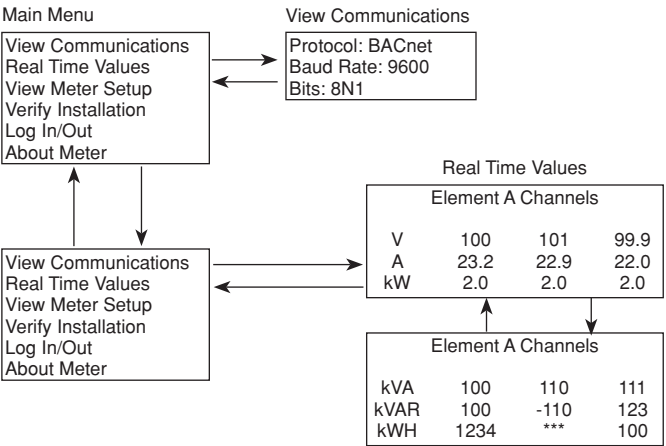 Main Menu
View Communications
Real Time Values
View Meter Setup
Verify Installation
Log In/Out
About Meter
View Communications
Protocol: BACnet
Baud Rate: 9600
Bits: 8N1
View Communications
Real Time Values
View Meter Setup
Verify Installation
Log In/Out
About Meter
Real Time Values
Element A Channels
V 100 101 99.9
A 23.2 22.9 22.0
kW 2.0 2.0 2.0
Element A Channels
kVA 100 110 111
kVAR 100 -110 123
kWH 1234 *** 100